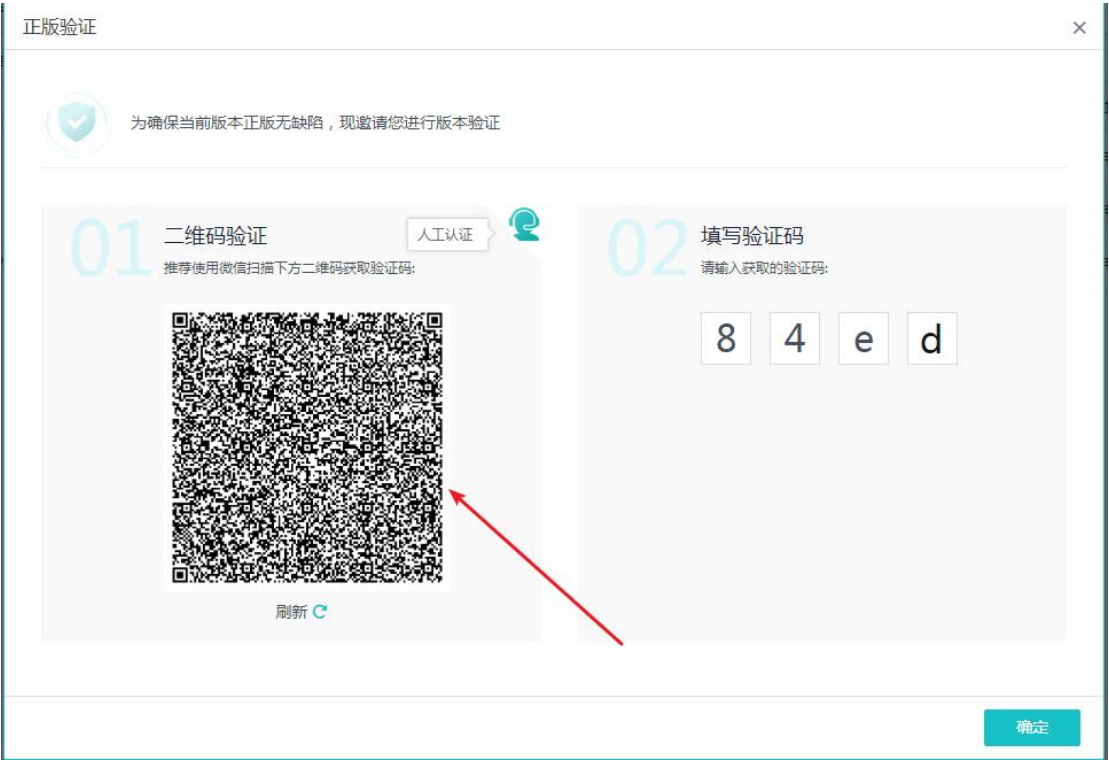 正版验证
为确保当前版本正版无缺陷，现邀请您进行版本验证
01
二维码验证
人工认证
推荐使用微信扫描下方二维码获取验证码:
刷新
02
填写验证码
请输入获取的验证码:
8 4 e d
确定